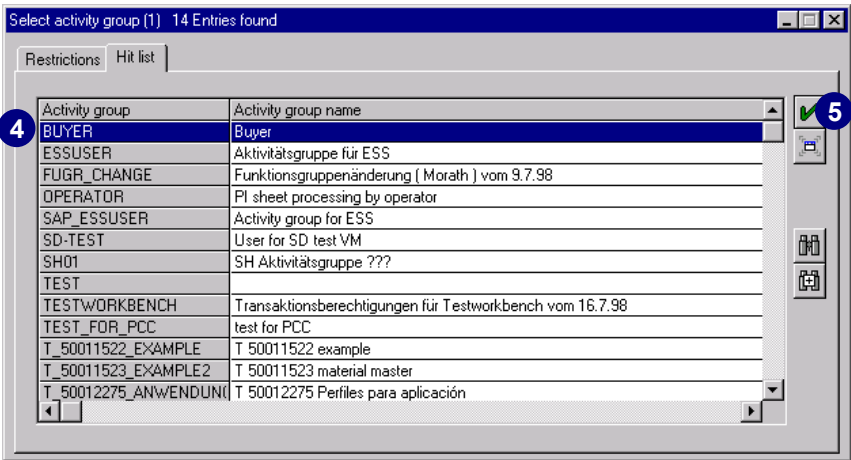 Select activity group (1) 14 Entries found
Restrictions Hit list
Activity group Activity group name
4 5
BUYER Buyer
ESSUSER Aktivitätsgruppe für ESS
FUGR_CHANGE Funktionsgruppenänderung ( Morath ) vom 9.7.98
OPERATOR PI sheet processing by operator
SAP_ESSUSER Activity group for ESS
SD-TEST User for SD test VM
SH01 SH Aktivitätsgruppe ???
TEST
TESTWORKBENCH Transaktionsberechtigungen für Testworkbench vom 16.7.98
TEST_FOR_PCC test for PCC
T_50011522_EXAMPLE T 50011522 example
T_50011523_EXAMPLE2 T 50011523 material master
T_50012275_ANWENDUN( T 50012275 Perfiles para aplicación